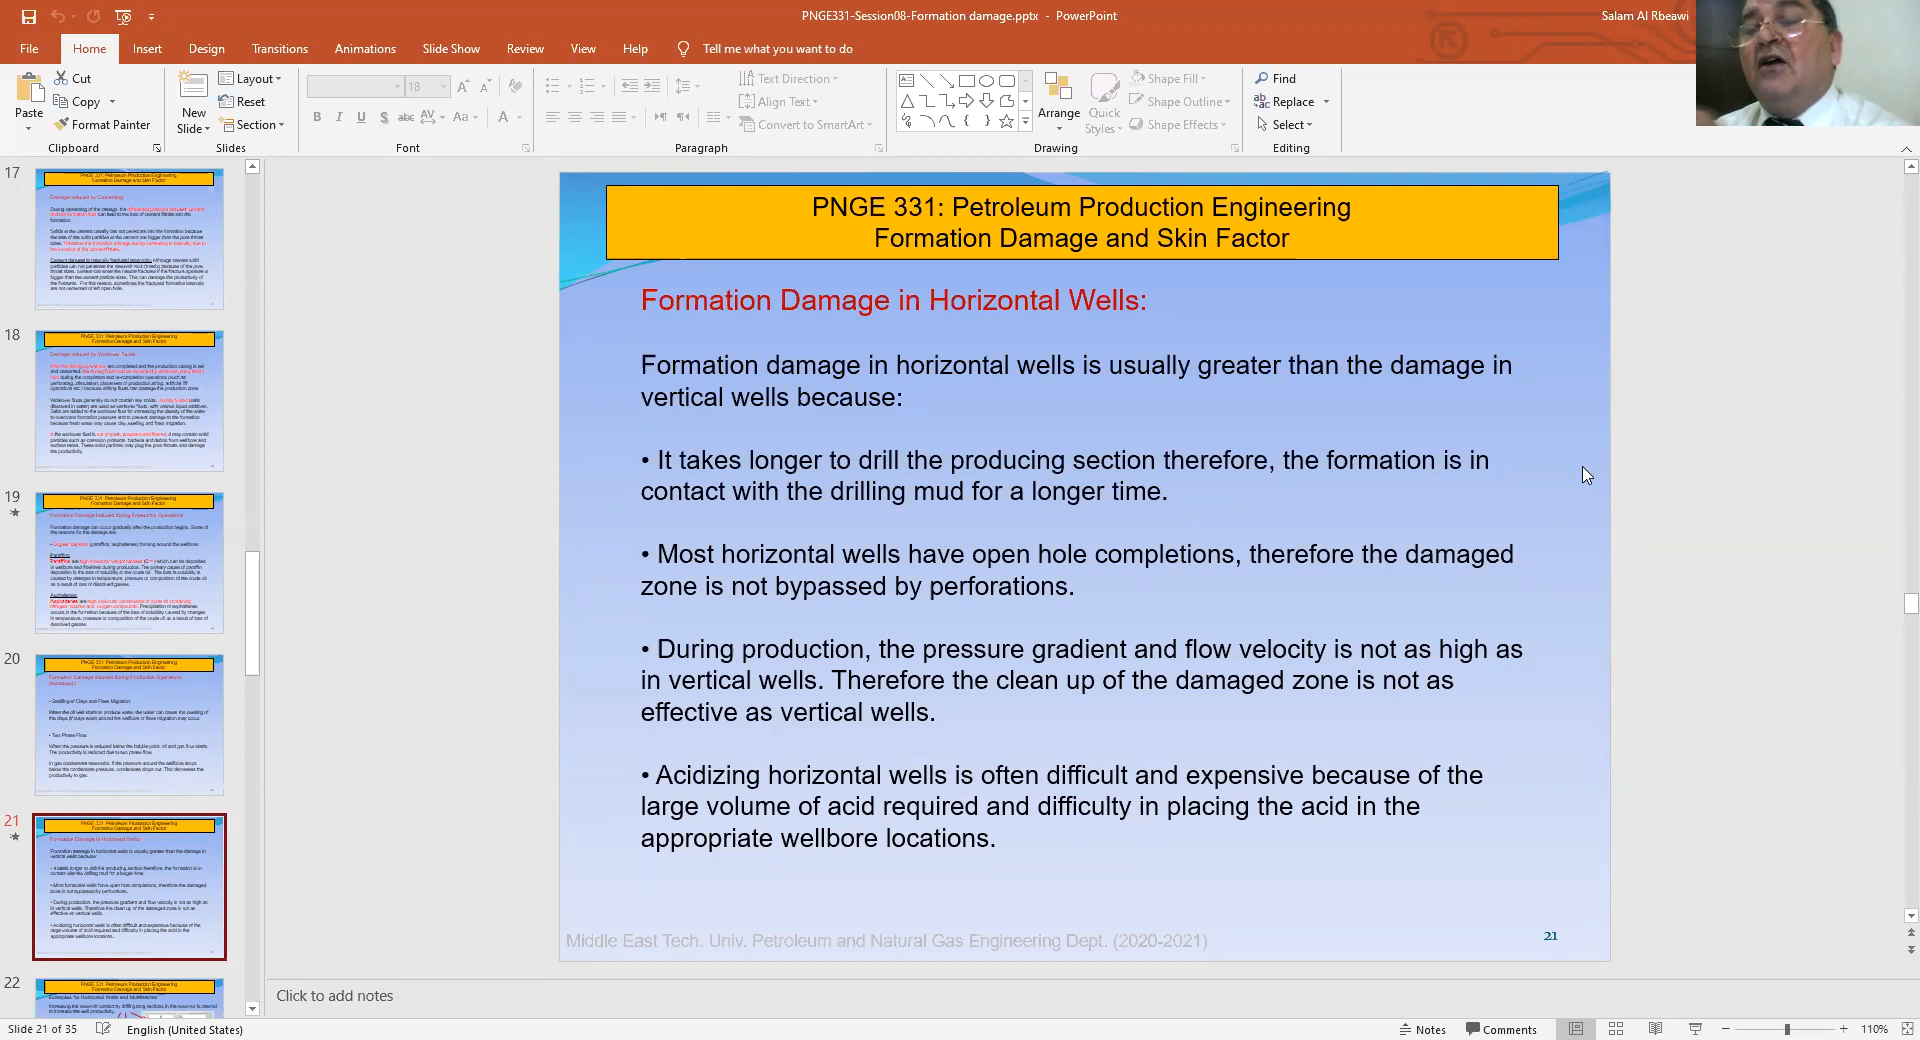 PNGE331-Session08-Formation damage.pptx - PowerPoint
Salam Al Rbeawi
File Home Insert Design Transitions Animations Slide Show Review View Help Tell me what you want to do
Cut
Copy
Format Painter
Paste
Clipboard
New
Slide
Layout
Reset
Section
Slides
18
B I U S abc AV Aa A
Font
Text Direction
Align Text
Convert to SmartArt
Paragraph
Arrange
Quick
Styles
Shape Fill
Shape Outline
Shape Effects
Drawing
Find
Replace
Select
Editing
17
18
19
20
21
22
PNGE 331: Petroleum Production Engineering
Formation Damage and Skin Factor
Formation Damage in Horizontal Wells:
Formation damage in horizontal wells is usually greater than the damage in
vertical wells because:
• It takes longer to drill the producing section therefore, the formation is in
contact with the drilling mud for a longer time.
• Most horizontal wells have open hole completions, therefore the damaged
zone is not bypassed by perforations.
• During production, the pressure gradient and flow velocity is not as high as
in vertical wells. Therefore the clean up of the damaged zone is not as
effective as vertical wells.
• Acidizing horizontal wells is often difficult and expensive because of the
large volume of acid required and difficulty in placing the acid in the
appropriate wellbore locations.
Middle East Tech. Univ. Petroleum and Natural Gas Engineering Dept. (2020-2021)
21
Click to add notes
Slide 21 of 35
English (United States)
Notes
Comments
110%